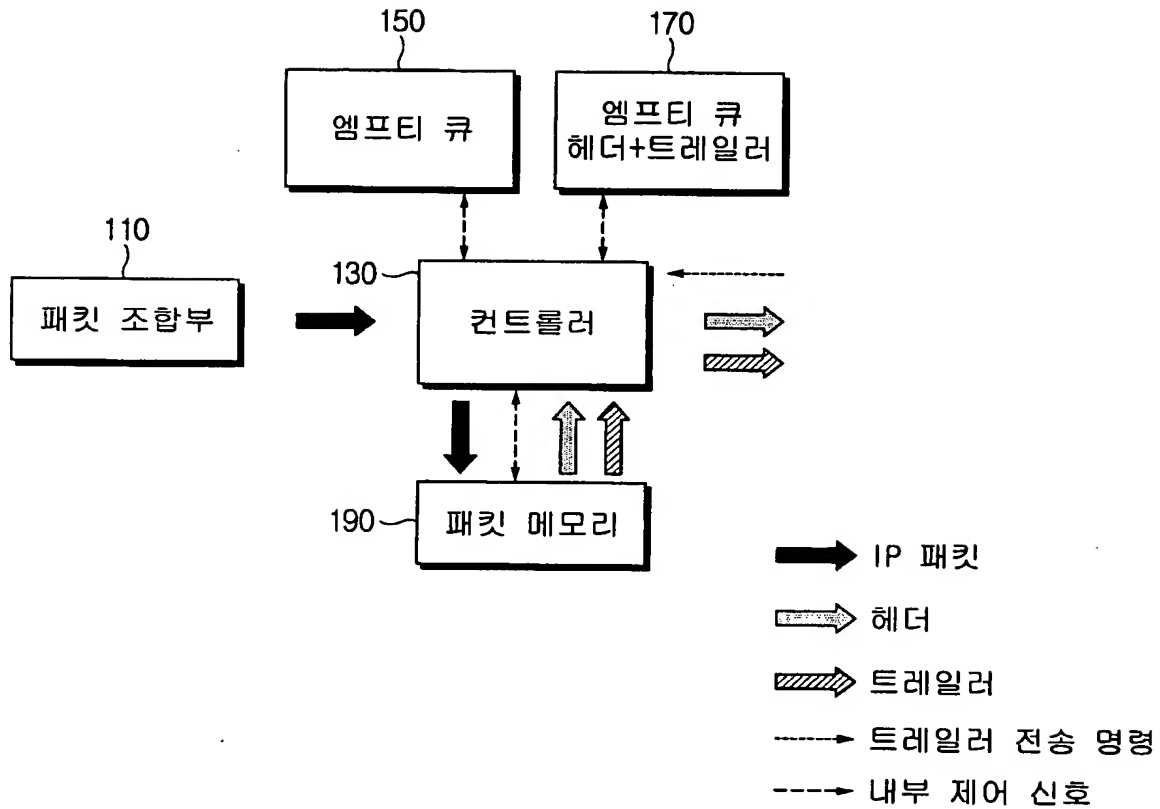 150
170
엠프티 큐
엠프티 큐
헤더+트레일러
110
130
패킷 조합부
컨트롤러
190
패킷 메모리
IP 패킷
헤더
트레일러
트레일러 전송 명령
내부 제어 신호